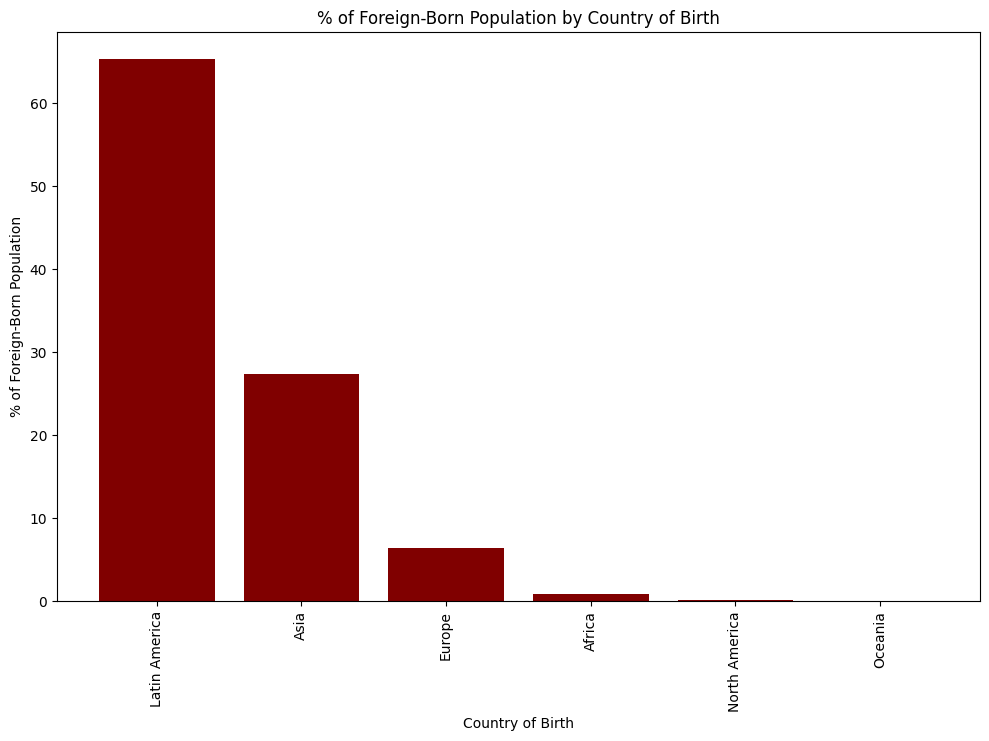 % of Foreign-Born Population by Country of Birth
% of Foreign-Born Population
60
50
40
30
20
10
0
Latin America
Asia
Europe
Africa
North America
Oceania
Country of Birth